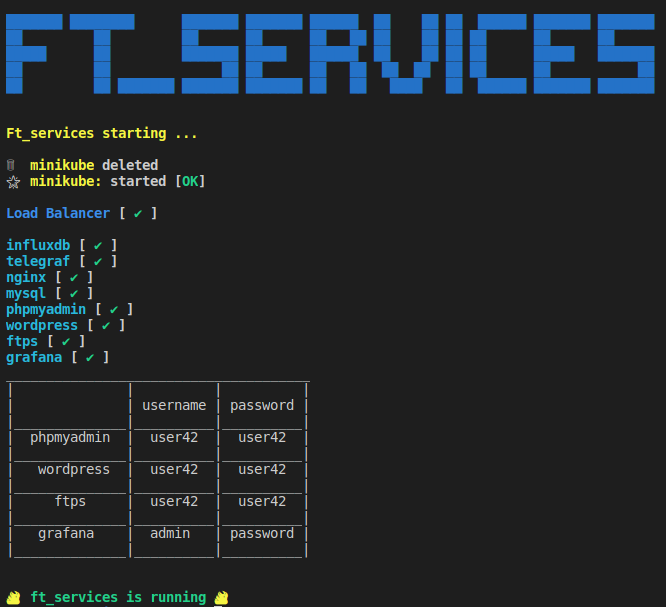 FT_SERVICES
Ft_services starting ...
minikube deleted
minikube: started [OK]
Load Balancer [ ✔ ]
influxdb [ ✔ ]
telegraf [ ✔ ]
nginx [ ✔ ]
mysql [ ✔ ]
phpmyadmin [ ✔ ]
wordpress [ ✔ ]
ftps [ ✔ ]
grafana [ ✔ ]
username password
phpmyadmin user42 user42
wordpress user42 user42
ftps user42 user42
grafana admin password
ft_services is running